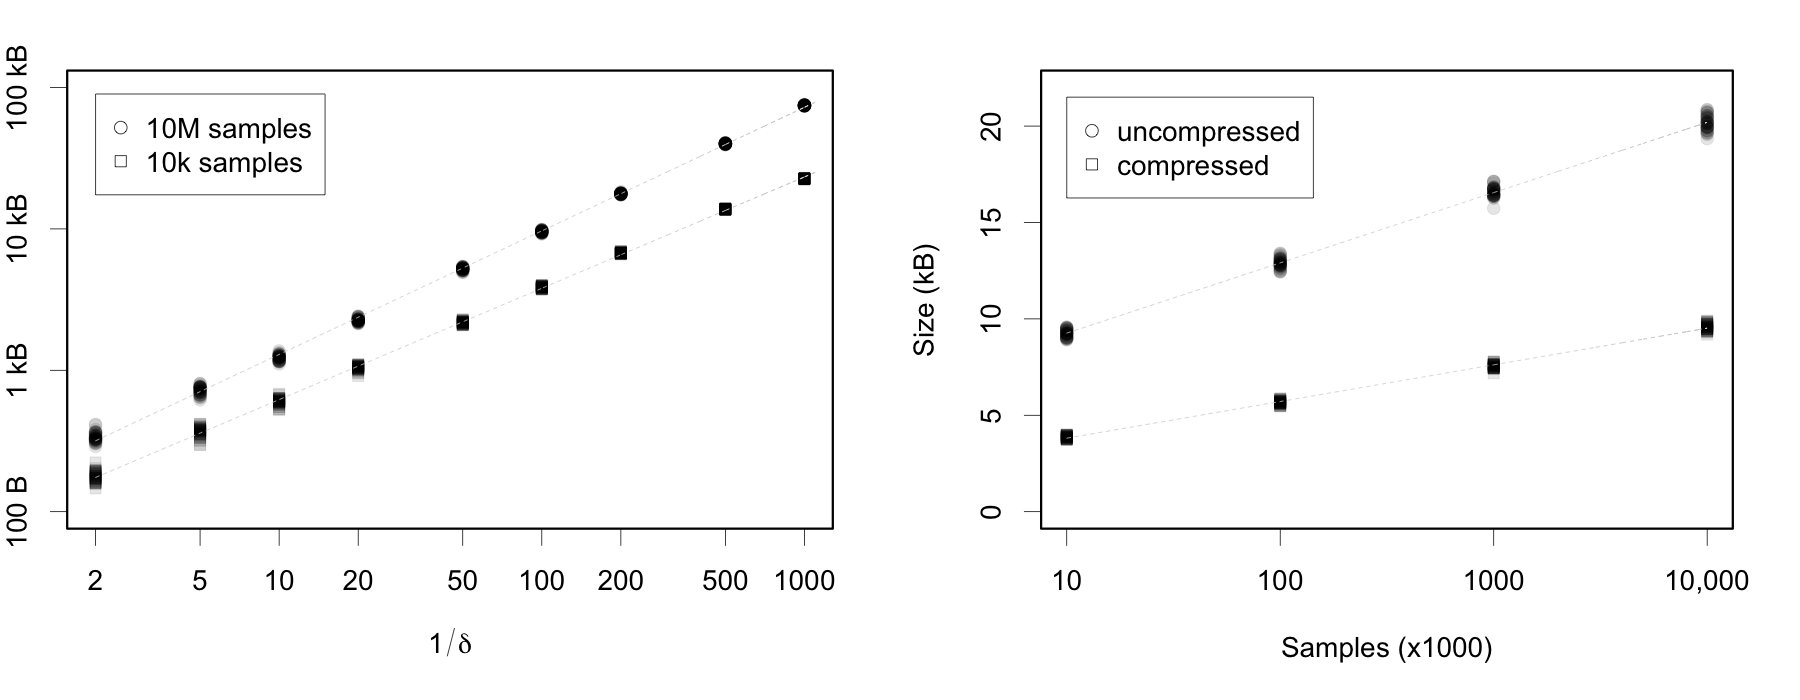 100 kB
10 kB
1 kB
100 B
10M samples
10k samples
2 5 10 20 50 100 200 500 1000
1/δ
Size (kB)
20
15
10
5
0
uncompressed
compressed
10 100 1000 10,000
Samples (x1000)